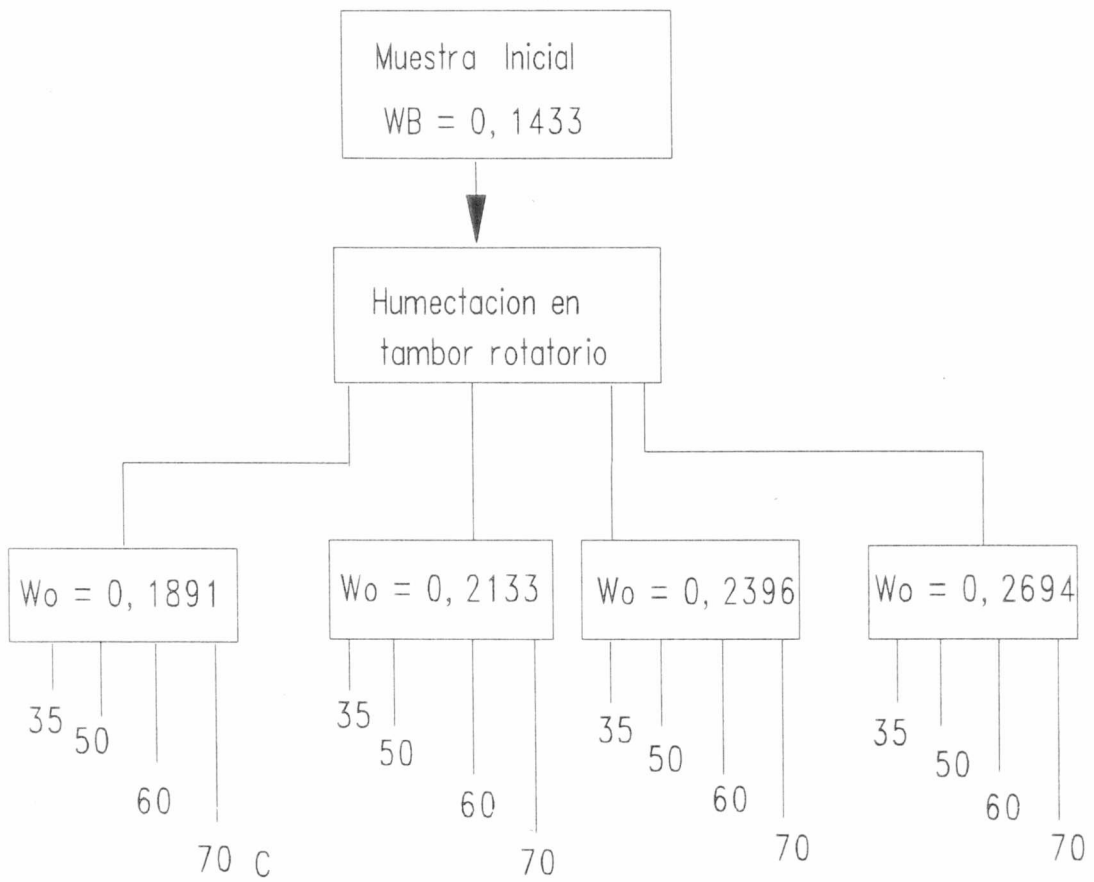 Muestra Inicial
WB = 0, 1433
Humectacion en
tambor rotatorio
Wo = 0, 1891
Wo = 0, 2133
Wo = 0, 2396
Wo = 0, 2694
35
50
60
70 C
35
50
60
70
35
50
60
70
35
50
60
70